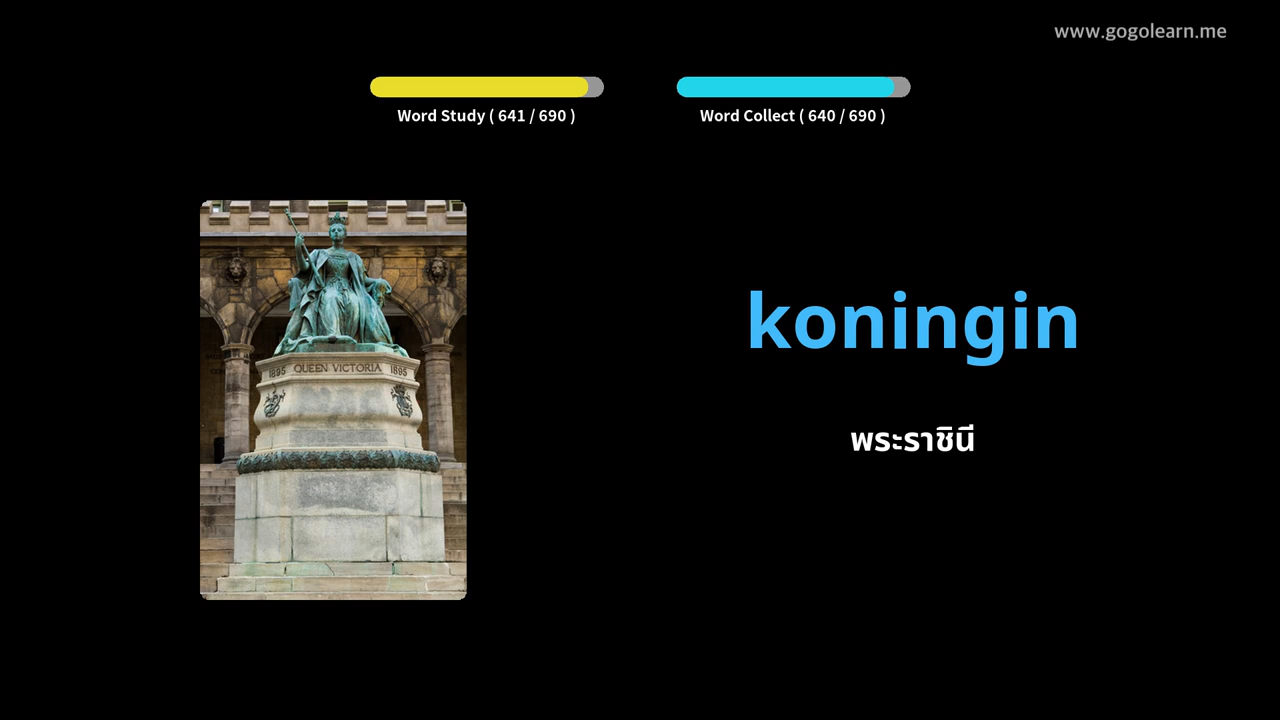 www.gogolearn.me
Word Study ( 641 / 690 )
Word Collect ( 640 / 690 )
1895 QUEEN VICTORIA 1895
koningin
พระราชินี